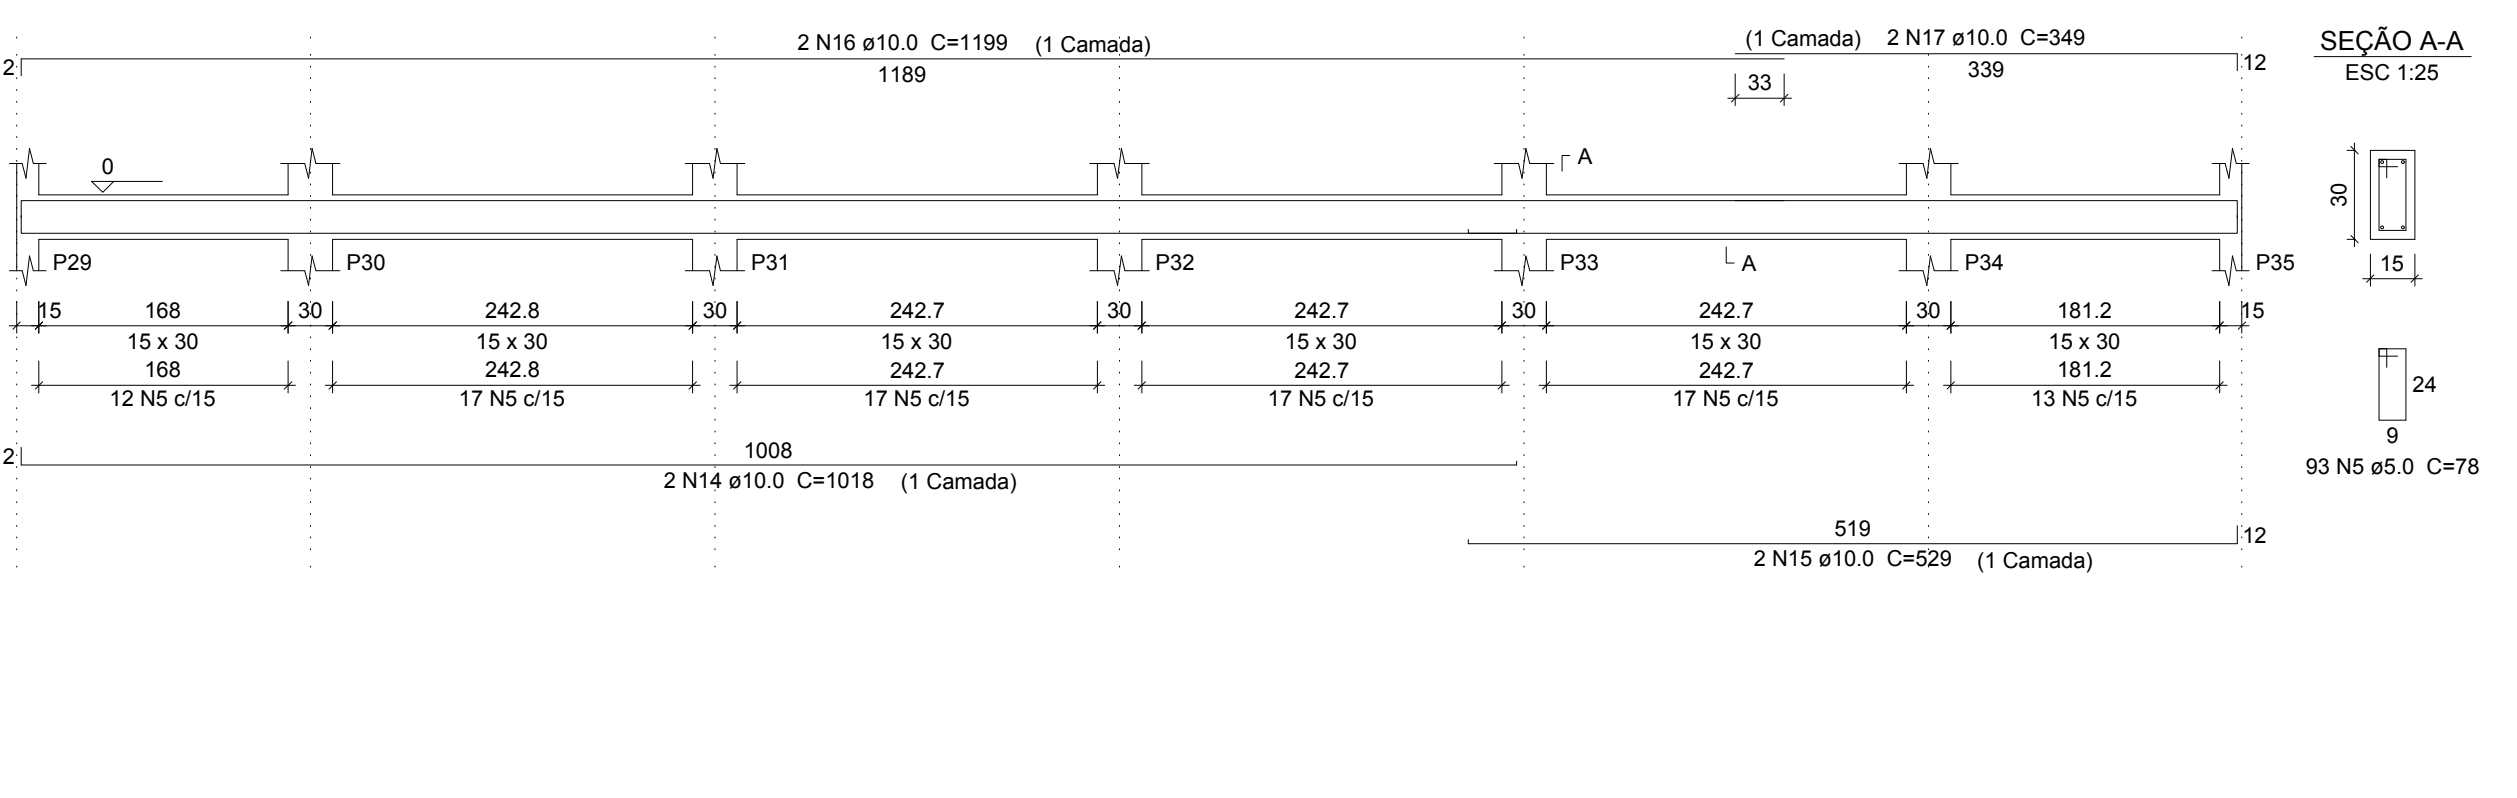 2 N16 ø10.0 C=1199 (1 Camada)
(1 Camada) 2 N17 ø10.0 C=349
SEÇÃO A-A
ESC 1:25
2
1189
339
12
33
0
A
30
15
P29
P30
P31
P32
P33
A
P34
P35
15 168 30 242.8 30 242.7 30 242.7 30 242.7 30 181.2 15
15 x 30 15 x 30 15 x 30 15 x 30 15 x 30 15 x 30
168 242.8 242.7 242.7 242.7 181.2
12 N5 c/15 17 N5 c/15 17 N5 c/15 17 N5 c/15 17 N5 c/15 13 N5 c/15
24
9
93 N5 ø5.0 C=78
2
1008
2 N14 ø10.0 C=1018 (1 Camada)
519
12
2 N15 ø10.0 C=529 (1 Camada)